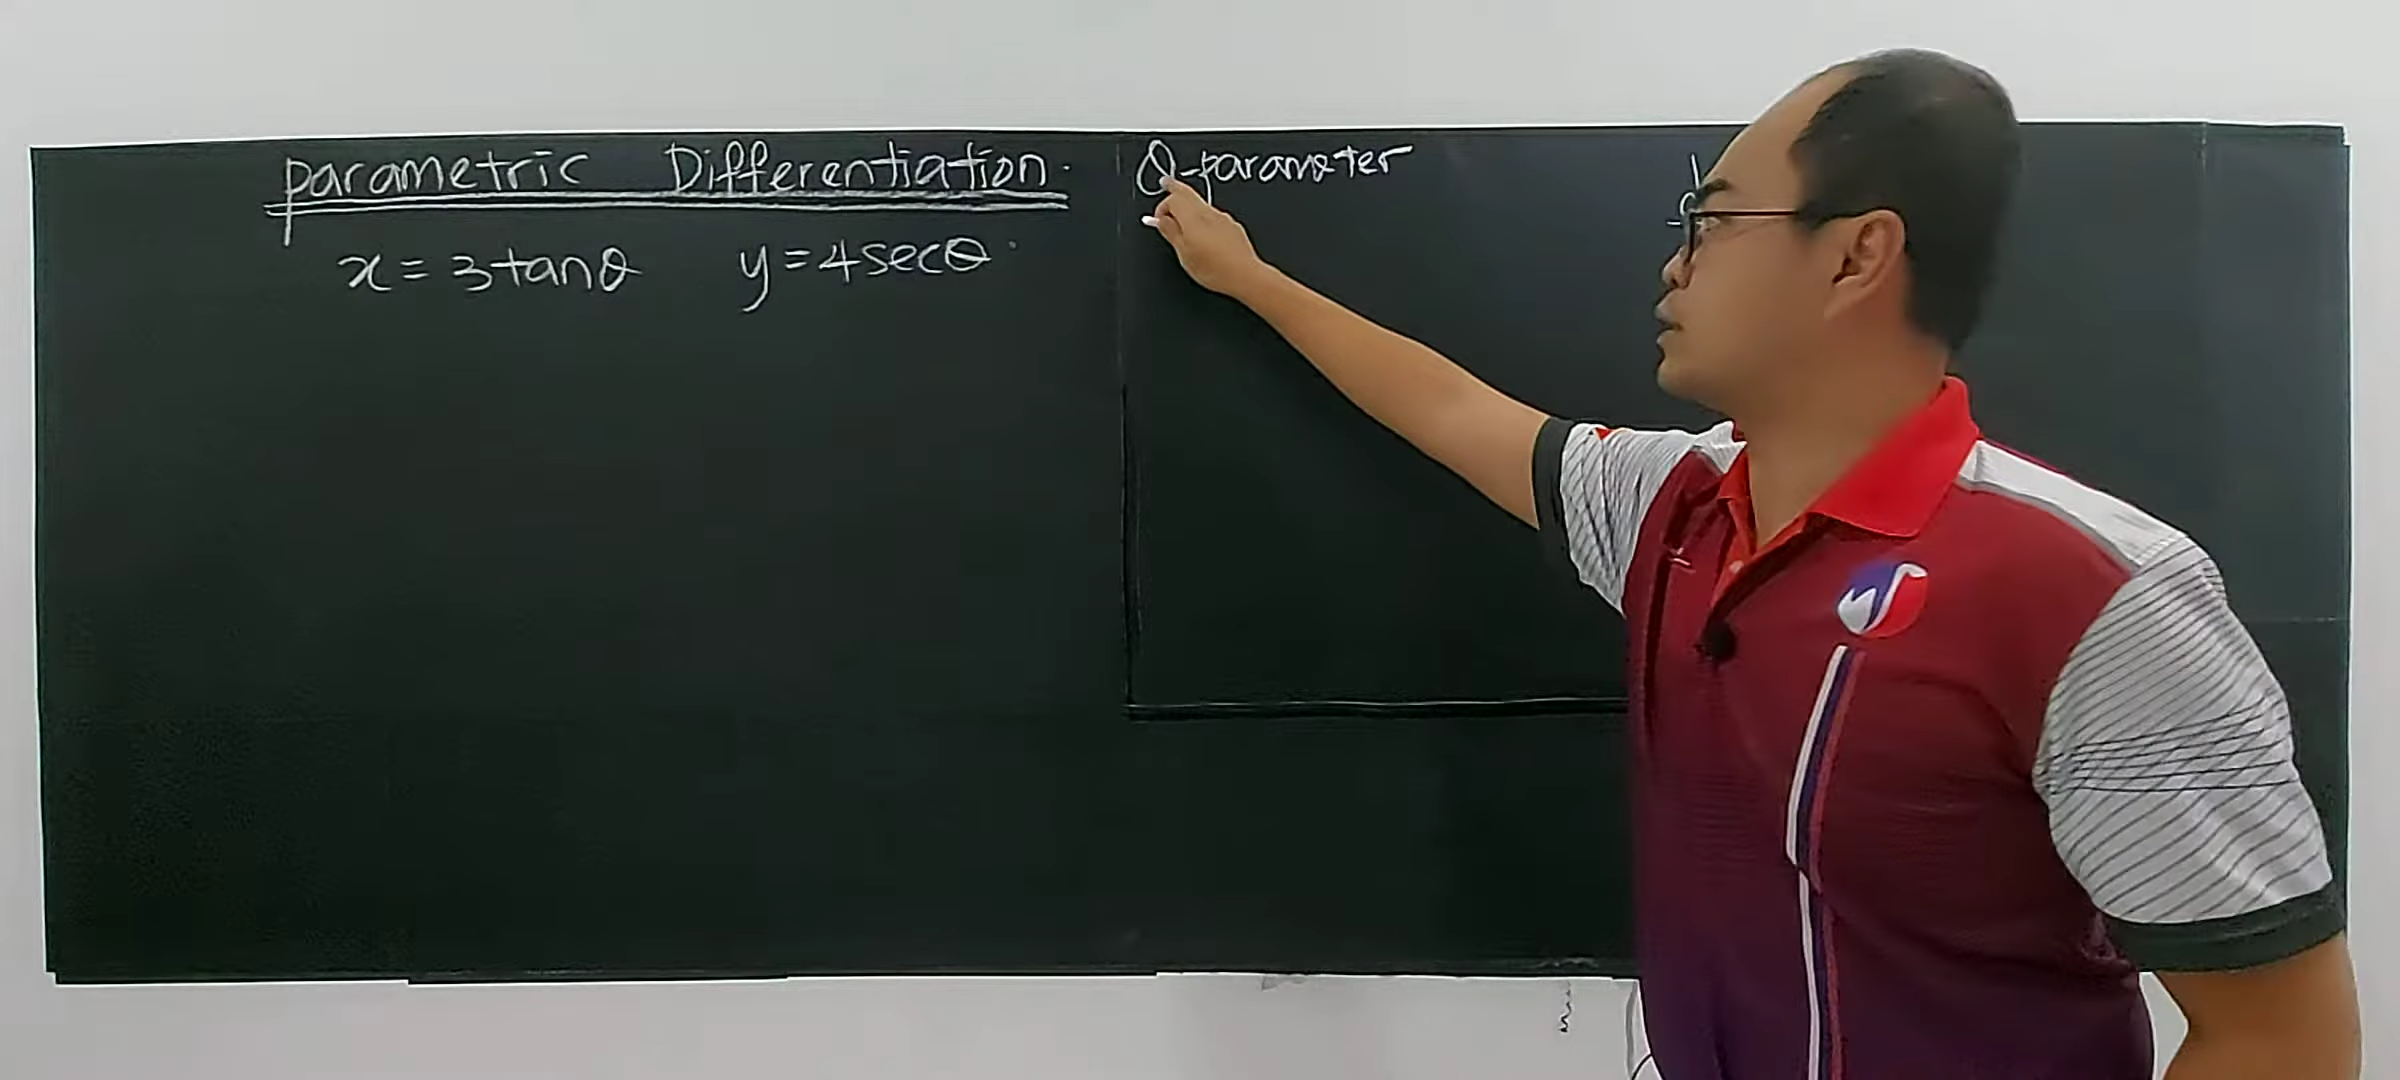 parametric Differentiation.
x = 3tanθ y = 4secθ
θ-parameter